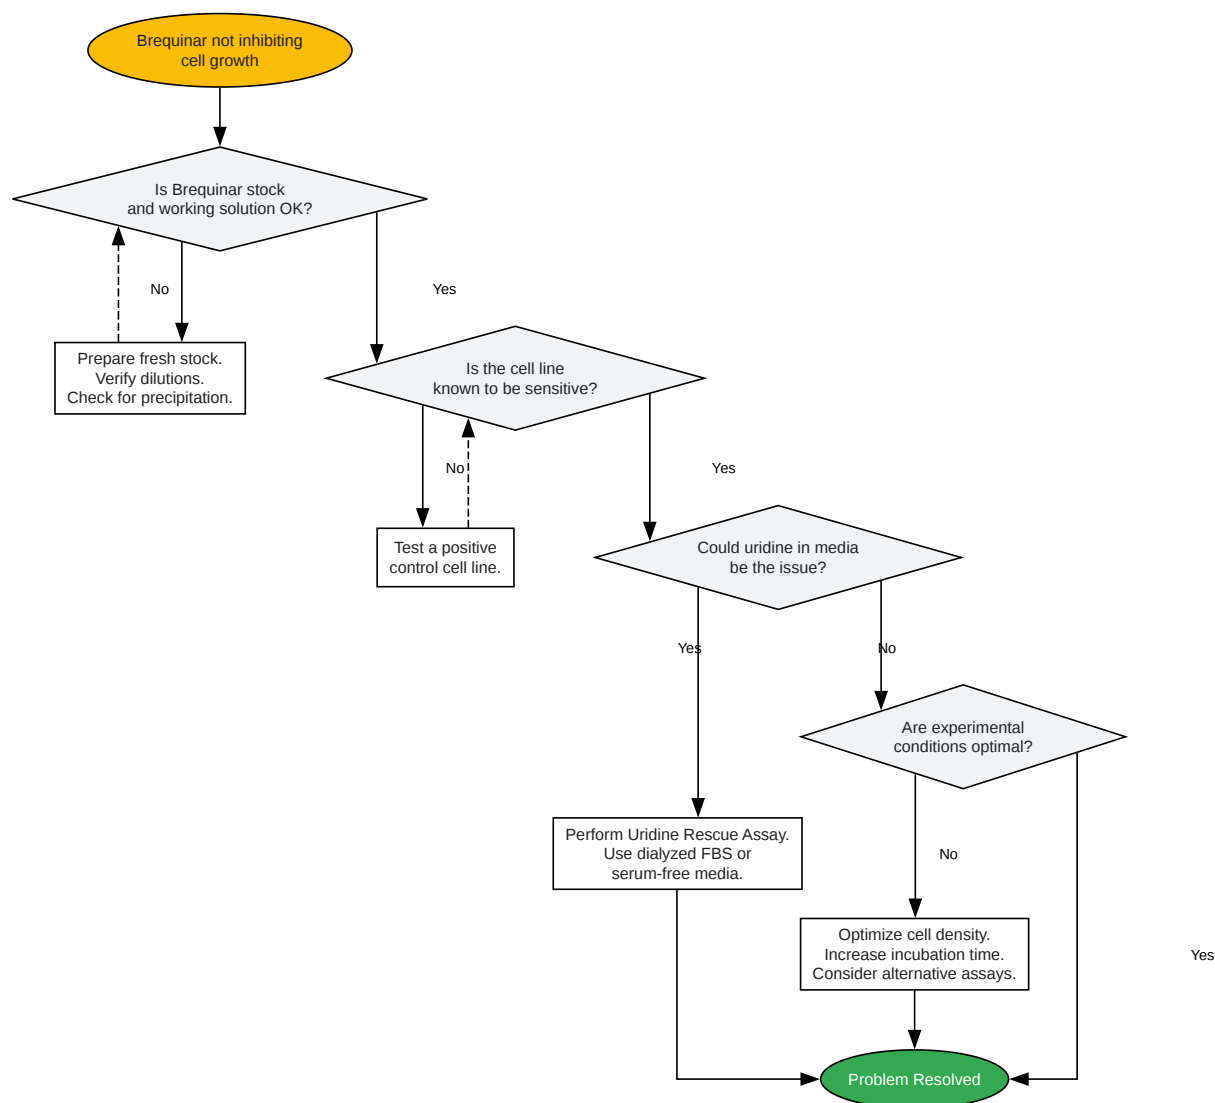 Brequinar not inhibiting
cell growth
Is Brequinar stock
and working solution OK?
No
Yes
Prepare fresh stock.
Verify dilutions.
Check for precipitation.
Is the cell line
known to be sensitive?
No
Yes
Test a positive
control cell line.
Could uridine in media
be the issue?
Yes
No
Are experimental
conditions optimal?
Perform Uridine Rescue Assay.
Use dialyzed FBS or
serum-free media.
No
Optimize cell density.
Increase incubation time.
Consider alternative assays.
Yes
Problem Resolved